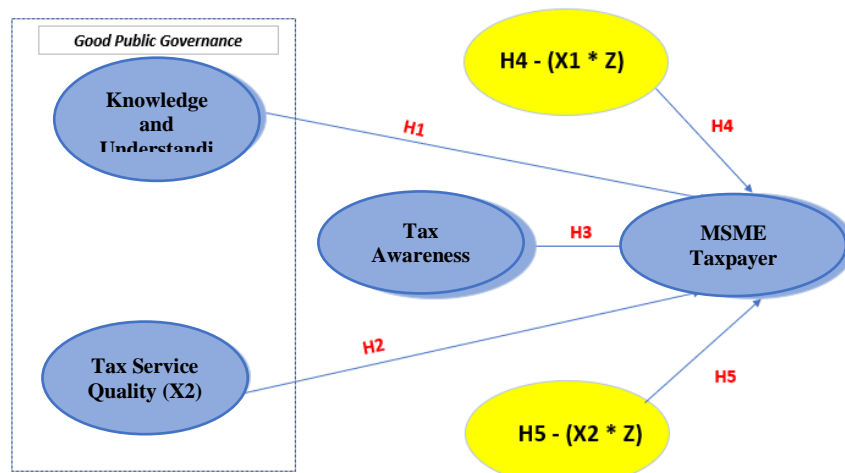 Good Public Governance
Knowledge
and
Understandi
H1
H4 - (X1 * Z)
H4
Tax
Awareness
H3
MSME
Taxpayer
Tax Service
Quality (X2)
H2
H5 - (X2 * Z)
H5